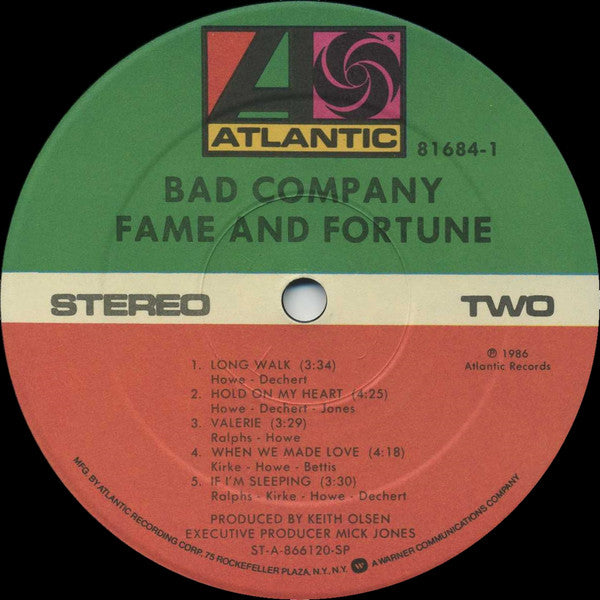 ATLANTIC
81684-1
BAD COMPANY
FAME AND FORTUNE
STEREO
TWO
℗ 1986
Atlantic Records
1. LONG WALK (3:34)
Howe - Dechert
2. HOLD ON MY HEART (4:25)
Howe - Dechert - Jones
3. VALERIE (3:29)
Ralphs - Howe
4. WHEN WE MADE LOVE (4:18)
Kirke - Howe - Bettis
5. IF I'M SLEEPING (3:30)
Ralphs - Kirke - Howe - Dechert
PRODUCED BY KEITH OLSEN
EXECUTIVE PRODUCER MICK JONES
ST-A-866120-SP
MFG. BY ATLANTIC RECORDING CORP. 75 ROCKEFELLER PLAZA, N.Y. N.Y. A WARNER COMMUNICATIONS COMPANY